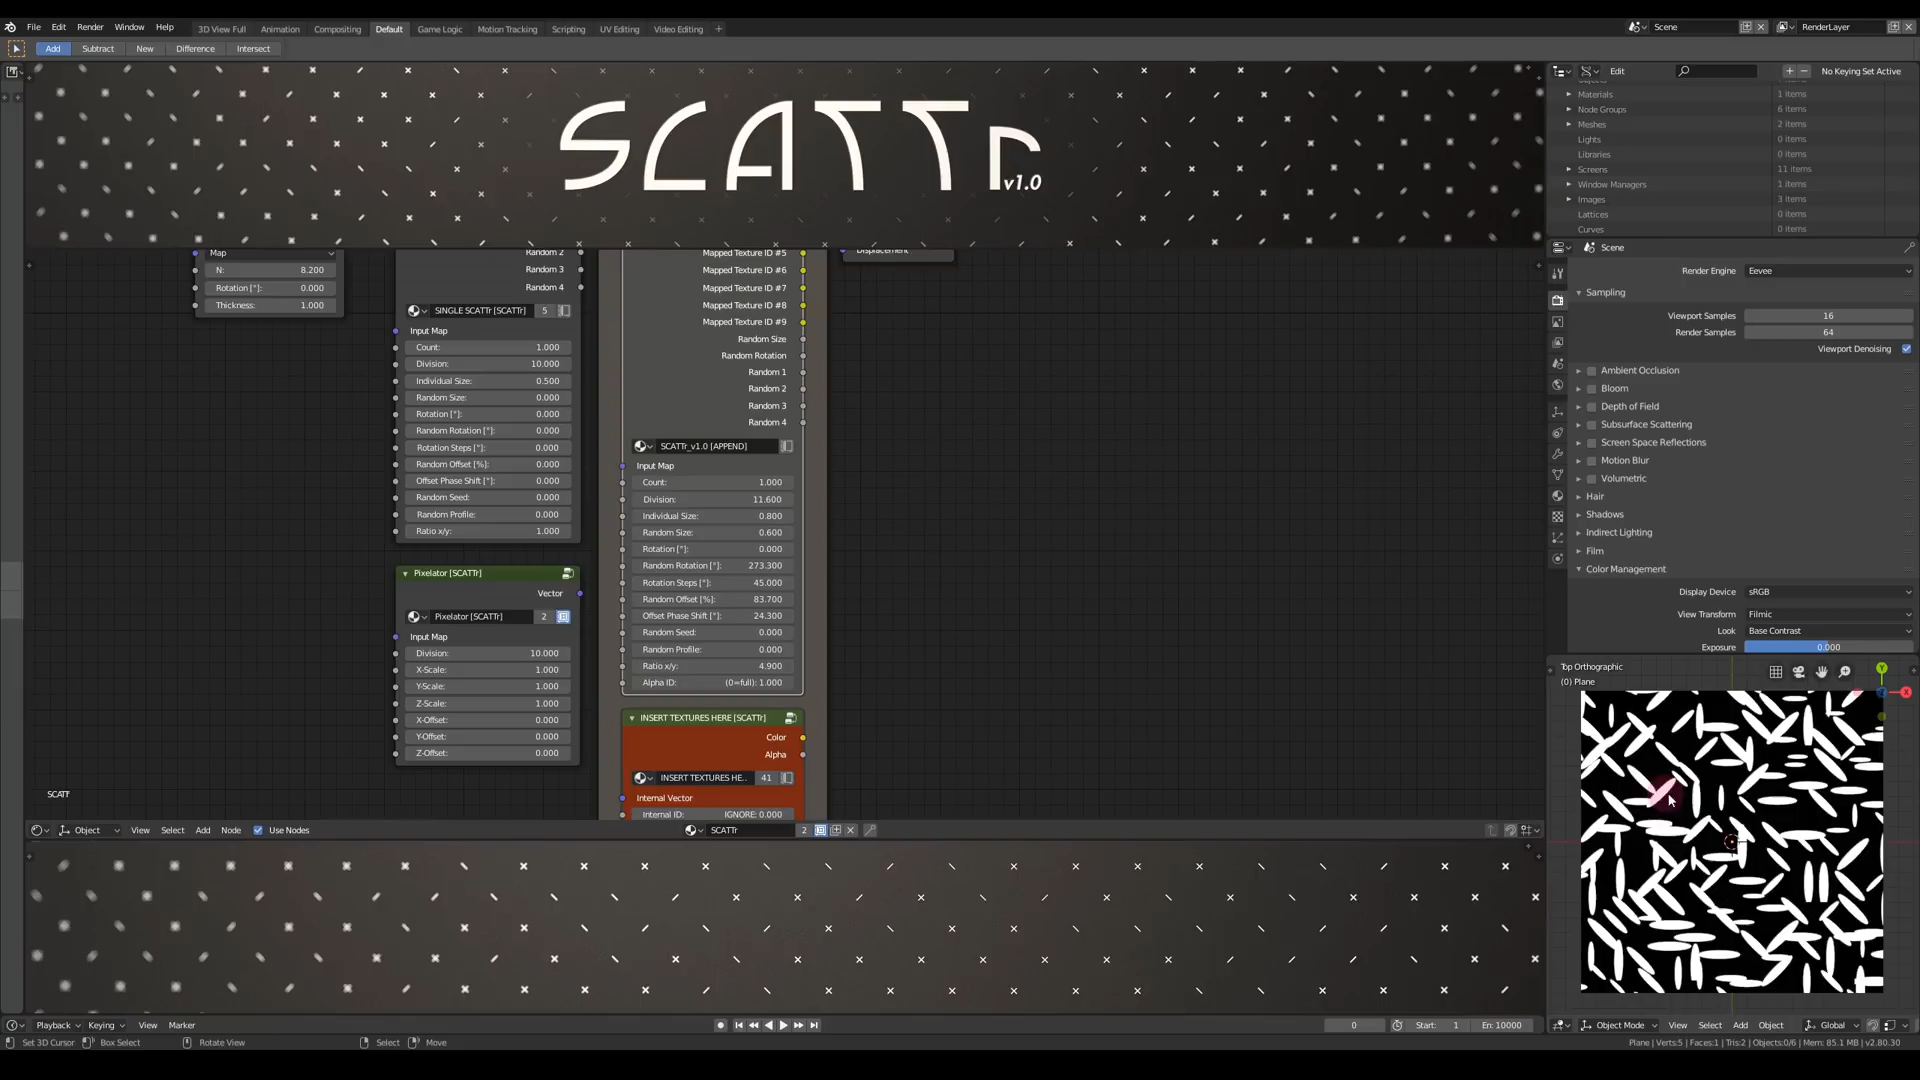 File Edit Render Window Help
3D View Full Animation Compositing Default Game Logic Motion Tracking Scripting UV Editing Video Editing +
Scene
RenderLayer
Add Subtract New Difference Intersect
SCATTr
v1.0
Edit
No Keying Set Active
Materials 1 items
Node Groups 6 items
Meshes 2 items
Lights 0 items
Libraries 0 items
Screens 11 items
Window Managers 1 items
Images 3 items
Lattices 0 items
Curves 0 items
Map
N: 8.200
Rotation [°]: 0.000
Thickness: 1.000
Random 2
Random 3
Random 4
SINGLE SCATTr [SCATTr] 5
Input Map
Count: 1.000
Division: 10.000
Individual Size: 0.500
Random Size: 0.000
Rotation [°]: 0.000
Random Rotation [°]: 0.000
Rotation Steps [°]: 0.000
Random Offset [%]: 0.000
Offset Phase Shift [°]: 0.000
Random Seed: 0.000
Random Profile: 0.000
Ratio x/y: 1.000
Pixelator [SCATTr]
Vector
Pixelator [SCATTr] 2
Input Map
Division: 10.000
X-Scale: 1.000
Y-Scale: 1.000
Z-Scale: 1.000
X-Offset: 0.000
Y-Offset: 0.000
Z-Offset: 0.000
Mapped Texture ID #5
Mapped Texture ID #6
Mapped Texture ID #7
Mapped Texture ID #8
Mapped Texture ID #9
Random Size
Random Rotation
Random 1
Random 2
Random 3
Random 4
SCATTr_v1.0 [APPEND]
Input Map
Count: 1.000
Division: 11.600
Individual Size: 0.800
Random Size: 0.600
Rotation [°]: 0.000
Random Rotation [°]: 273.300
Rotation Steps [°]: 45.000
Random Offset [%]: 83.700
Offset Phase Shift [°]: 24.300
Random Seed: 0.000
Random Profile: 0.000
Ratio x/y: 4.900
Alpha ID: (0=full): 1.000
INSERT TEXTURES HERE [SCATTr]
Color
Alpha
INSERT TEXTURES HE.. 41
Internal Vector
Internal ID: IGNORE: 0.000
Displacement
Scene
Render Engine Eevee
Sampling
Viewport Samples 16
Render Samples 64
Viewport Denoising
Ambient Occlusion
Bloom
Depth of Field
Subsurface Scattering
Screen Space Reflections
Motion Blur
Volumetric
Hair
Shadows
Indirect Lighting
Film
Color Management
Display Device sRGB
View Transform Filmic
Look Base Contrast
Exposure 0.000
Top Orthographic
(0) Plane
Y
SCATTr
Object View Select Add Node Use Nodes
SCATTr 2
Playback Keying View Marker
0
Start: 1
En: 10000
Object Mode View Select Add Object Global
Set 3D Cursor Box Select Rotate View Select Move
Plane | Verts:5 | Faces:1 | Tris:2 | Objects:0/6 | Mem: 85.1 MB | v2.80.30